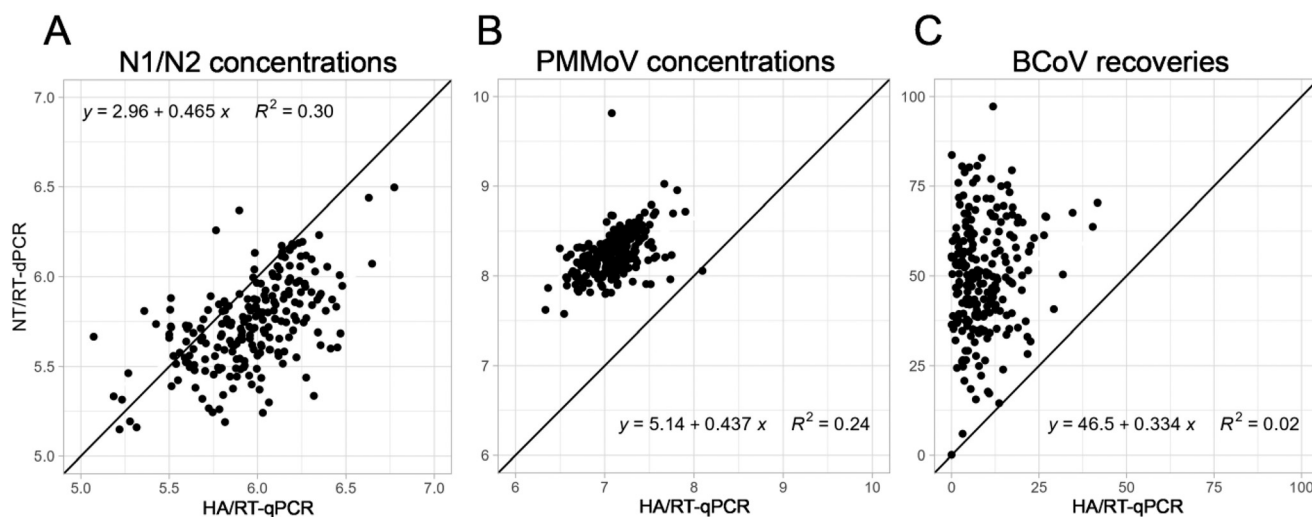 A
N1/N2 concentrations
y = 2.96 + 0.465 x R² = 0.30
7.0
6.5
6.0
5.5
5.0
NT/RT-dPCR
5.0 5.5 6.0 6.5 7.0
HA/RT-qPCR
B
PMMoV concentrations
10
9
8
7
6
y = 5.14 + 0.437 x R² = 0.24
6 7 8 9 10
HA/RT-qPCR
C
BCoV recoveries
100
75
50
25
0
y = 46.5 + 0.334 x R² = 0.02
0 25 50 75 100
HA/RT-qPCR